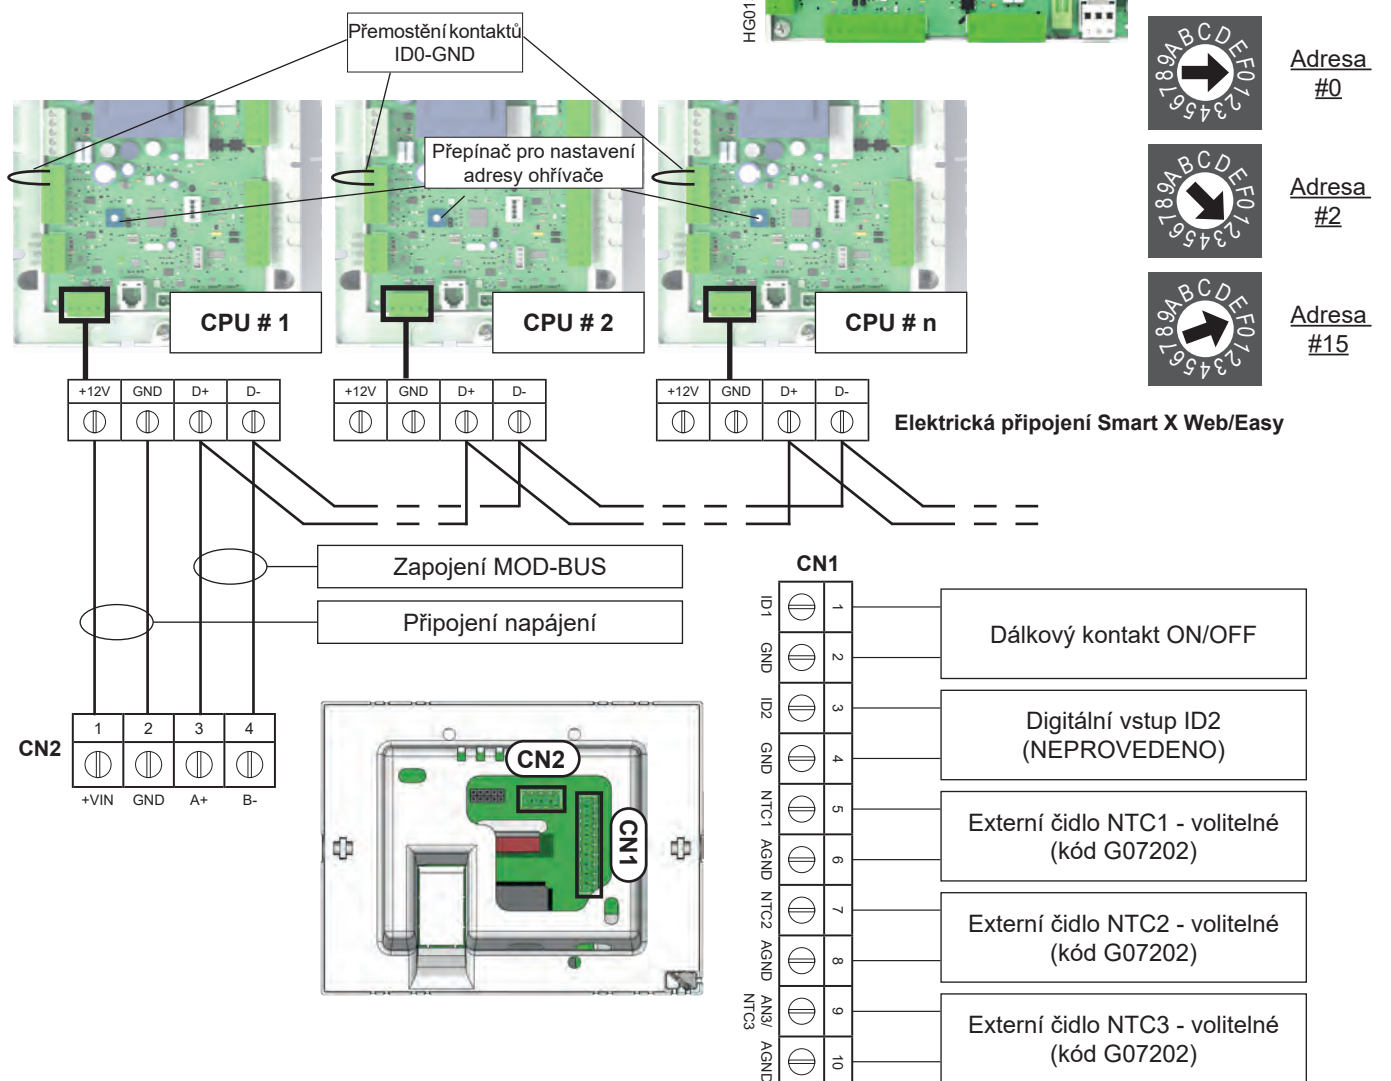 HG01
Přemostění kontaktů
ID0-GND
Přepínač pro nastavení
adresy ohřívače
CPU # 1
CPU # 2
CPU # n
ABCDEF0123456789
Adresa
#0
ABCDEF0123456789
Adresa
#2
ABCDEF0123456789
Adresa
#15
+12V GND D+ D-
+12V GND D+ D-
+12V GND D+ D-
Elektrická připojení Smart X Web/Easy
Zapojení MOD-BUS
Připojení napájení
CN2
1 2 3 4
+VIN GND A+ B-
CN2
CN1
CN1
ID1 1
GND 2
Dálkový kontakt ON/OFF
ID2 3
GND 4
Digitální vstup ID2
(NEPROVEDENO)
NTC1 5
AGND 6
Externí čidlo NTC1 - volitelné
(kód G07202)
NTC2 7
AGND 8
Externí čidlo NTC2 - volitelné
(kód G07202)
AN3/
NTC3 9
AGND 10
Externí čidlo NTC3 - volitelné
(kód G07202)